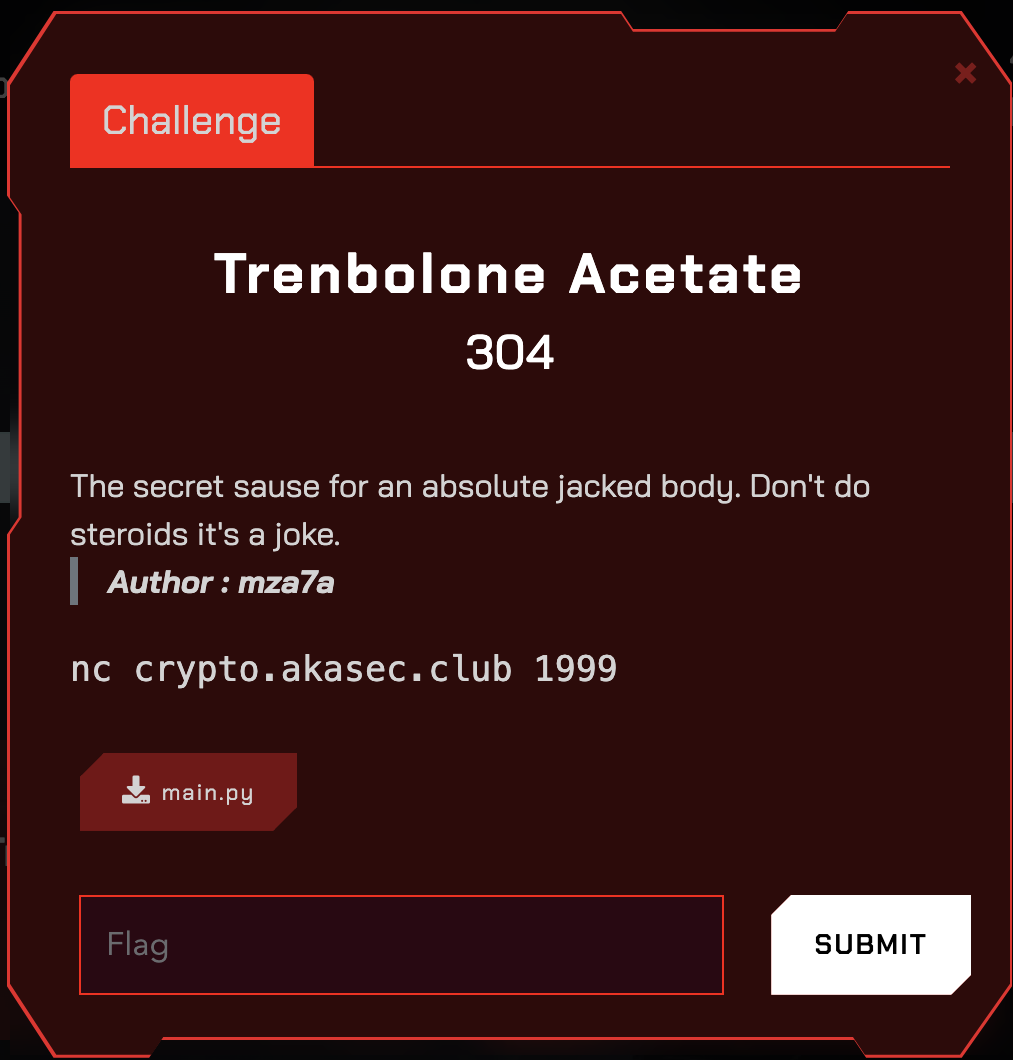 Challenge
Trenbolone Acetate
304
The secret sause for an absolute jacked body. Don't do
steroids it's a joke.
Author : mza7a
nc crypto.akasec.club 1999
main.py
Flag
SUBMIT